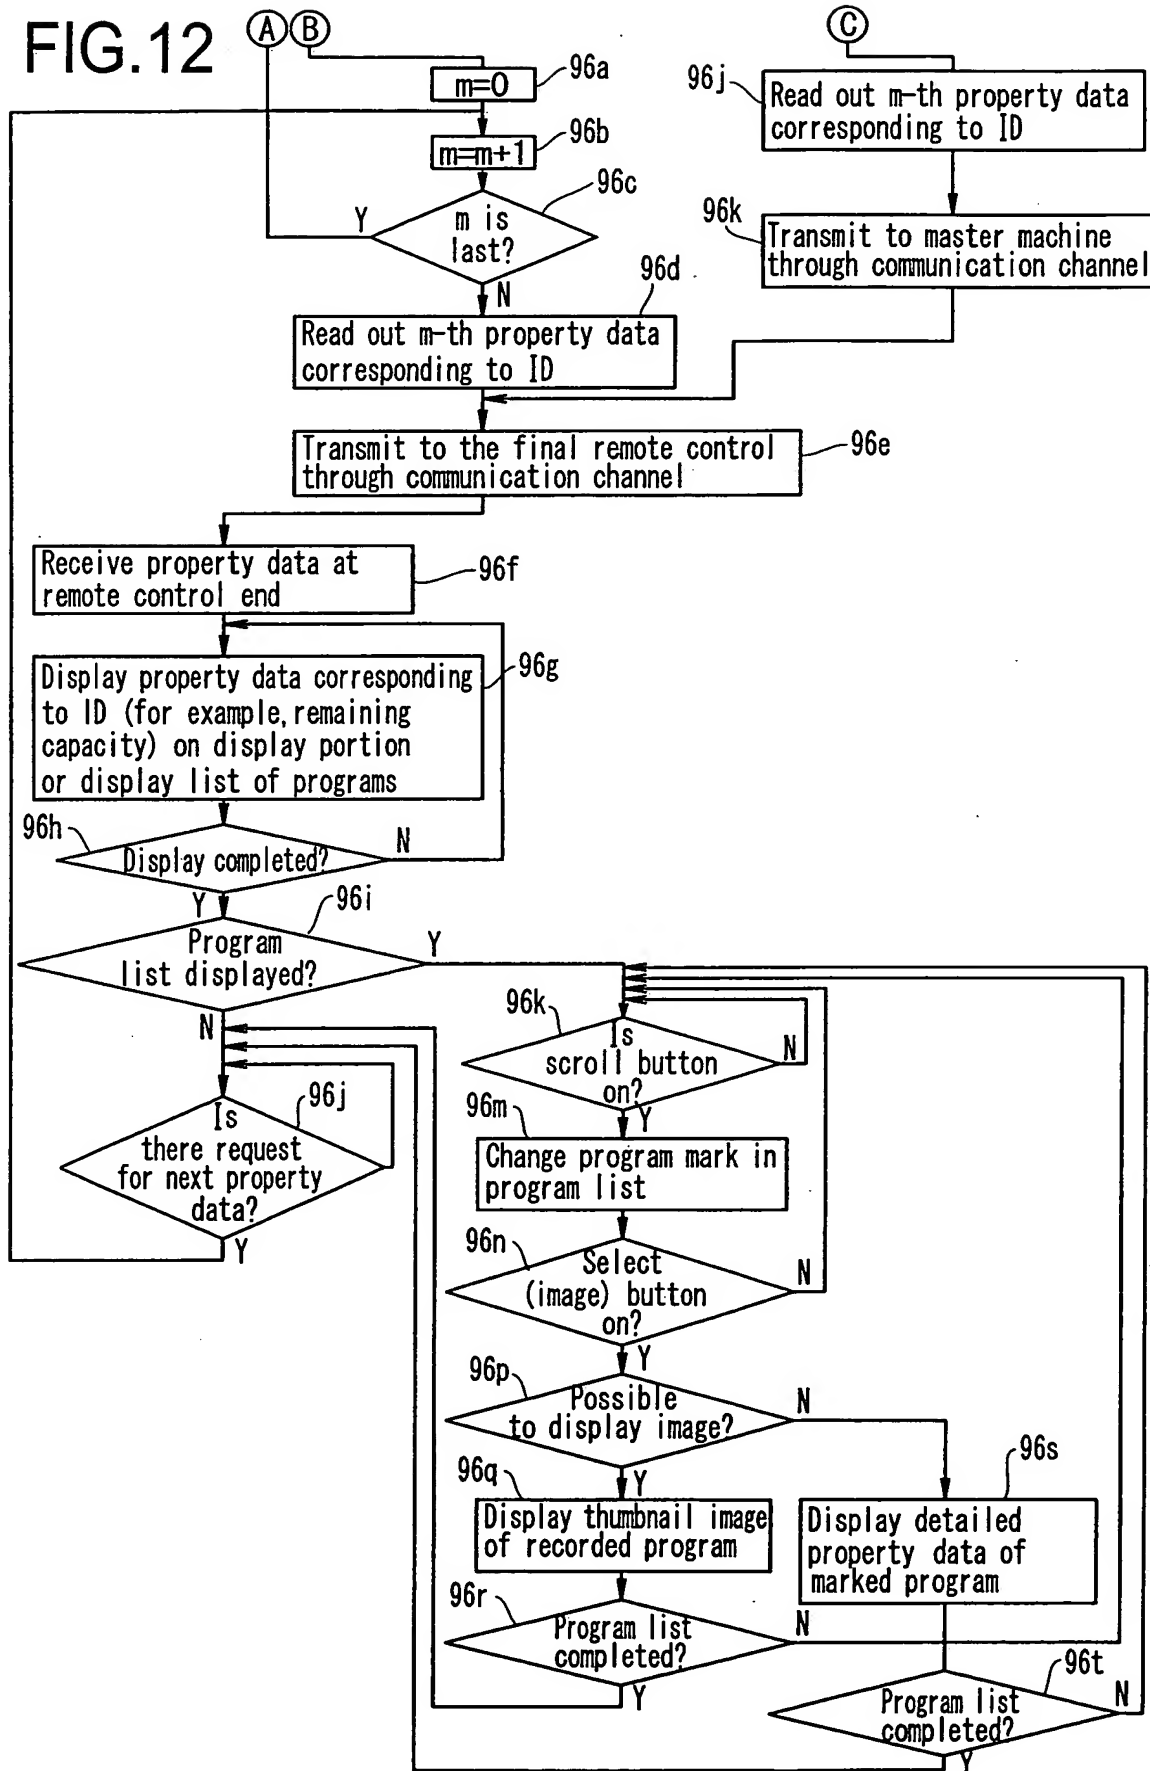 FIG.12
A B
C
m=0
96a
m=m+1
96b
96c
Y
m is
last?
N
96j
Read out m-th property data
corresponding to ID
96k
Transmit to master machine
through communication channel
96d
Read out m-th property data
corresponding to ID
Transmit to the final remote control
through communication channel
96e
Receive property data at
remote control end
96f
96g
Display property data corresponding
to ID (for example, remaining
capacity) on display portion
or display list of programs
96h
Display completed?
N
Y
96i
Program
list displayed?
Y
N
96j
Is
there request
for next property
data?
Y
96k
Is
scroll button
on?
N
Y
96m
Change program mark in
program list
96n
Select
(image) button
on?
N
Y
96p
Possible
to display image?
N
Y
96q
Display thumbnail image
of recorded program
96s
Display detailed
property data of
marked program
96r
Program list
completed?
N
Y
96t
Program list
completed?
N
Y